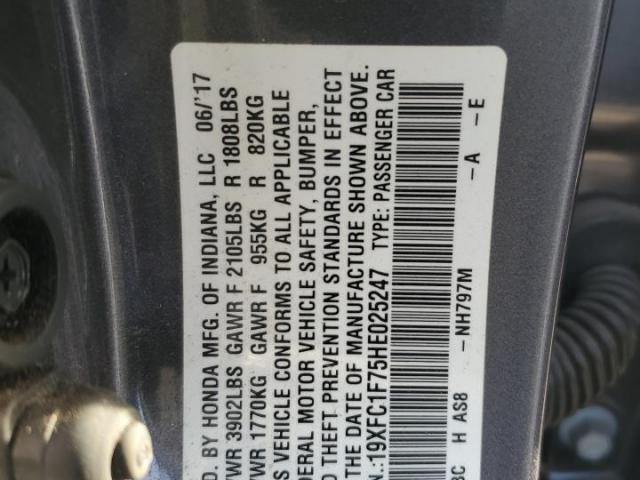 D. BY HONDA MFG. OF INDIANA, LLC 06/'17
WR 3902LBS GAWR F 2105LBS R 1808LBS
WR 1770KG GAWR F 955KG R 820KG
S VEHICLE CONFORMS TO ALL APPLICABLE
DERAL MOTOR VEHICLE SAFETY, BUMPER,
D THEFT PREVENTION STANDARDS IN EFFECT
THE DATE OF MANUFACTURE SHOWN ABOVE.
N.:19XFC1F75HE025247 TYPE: PASSENGER CAR
BC H AS8 -NH797M -A -E